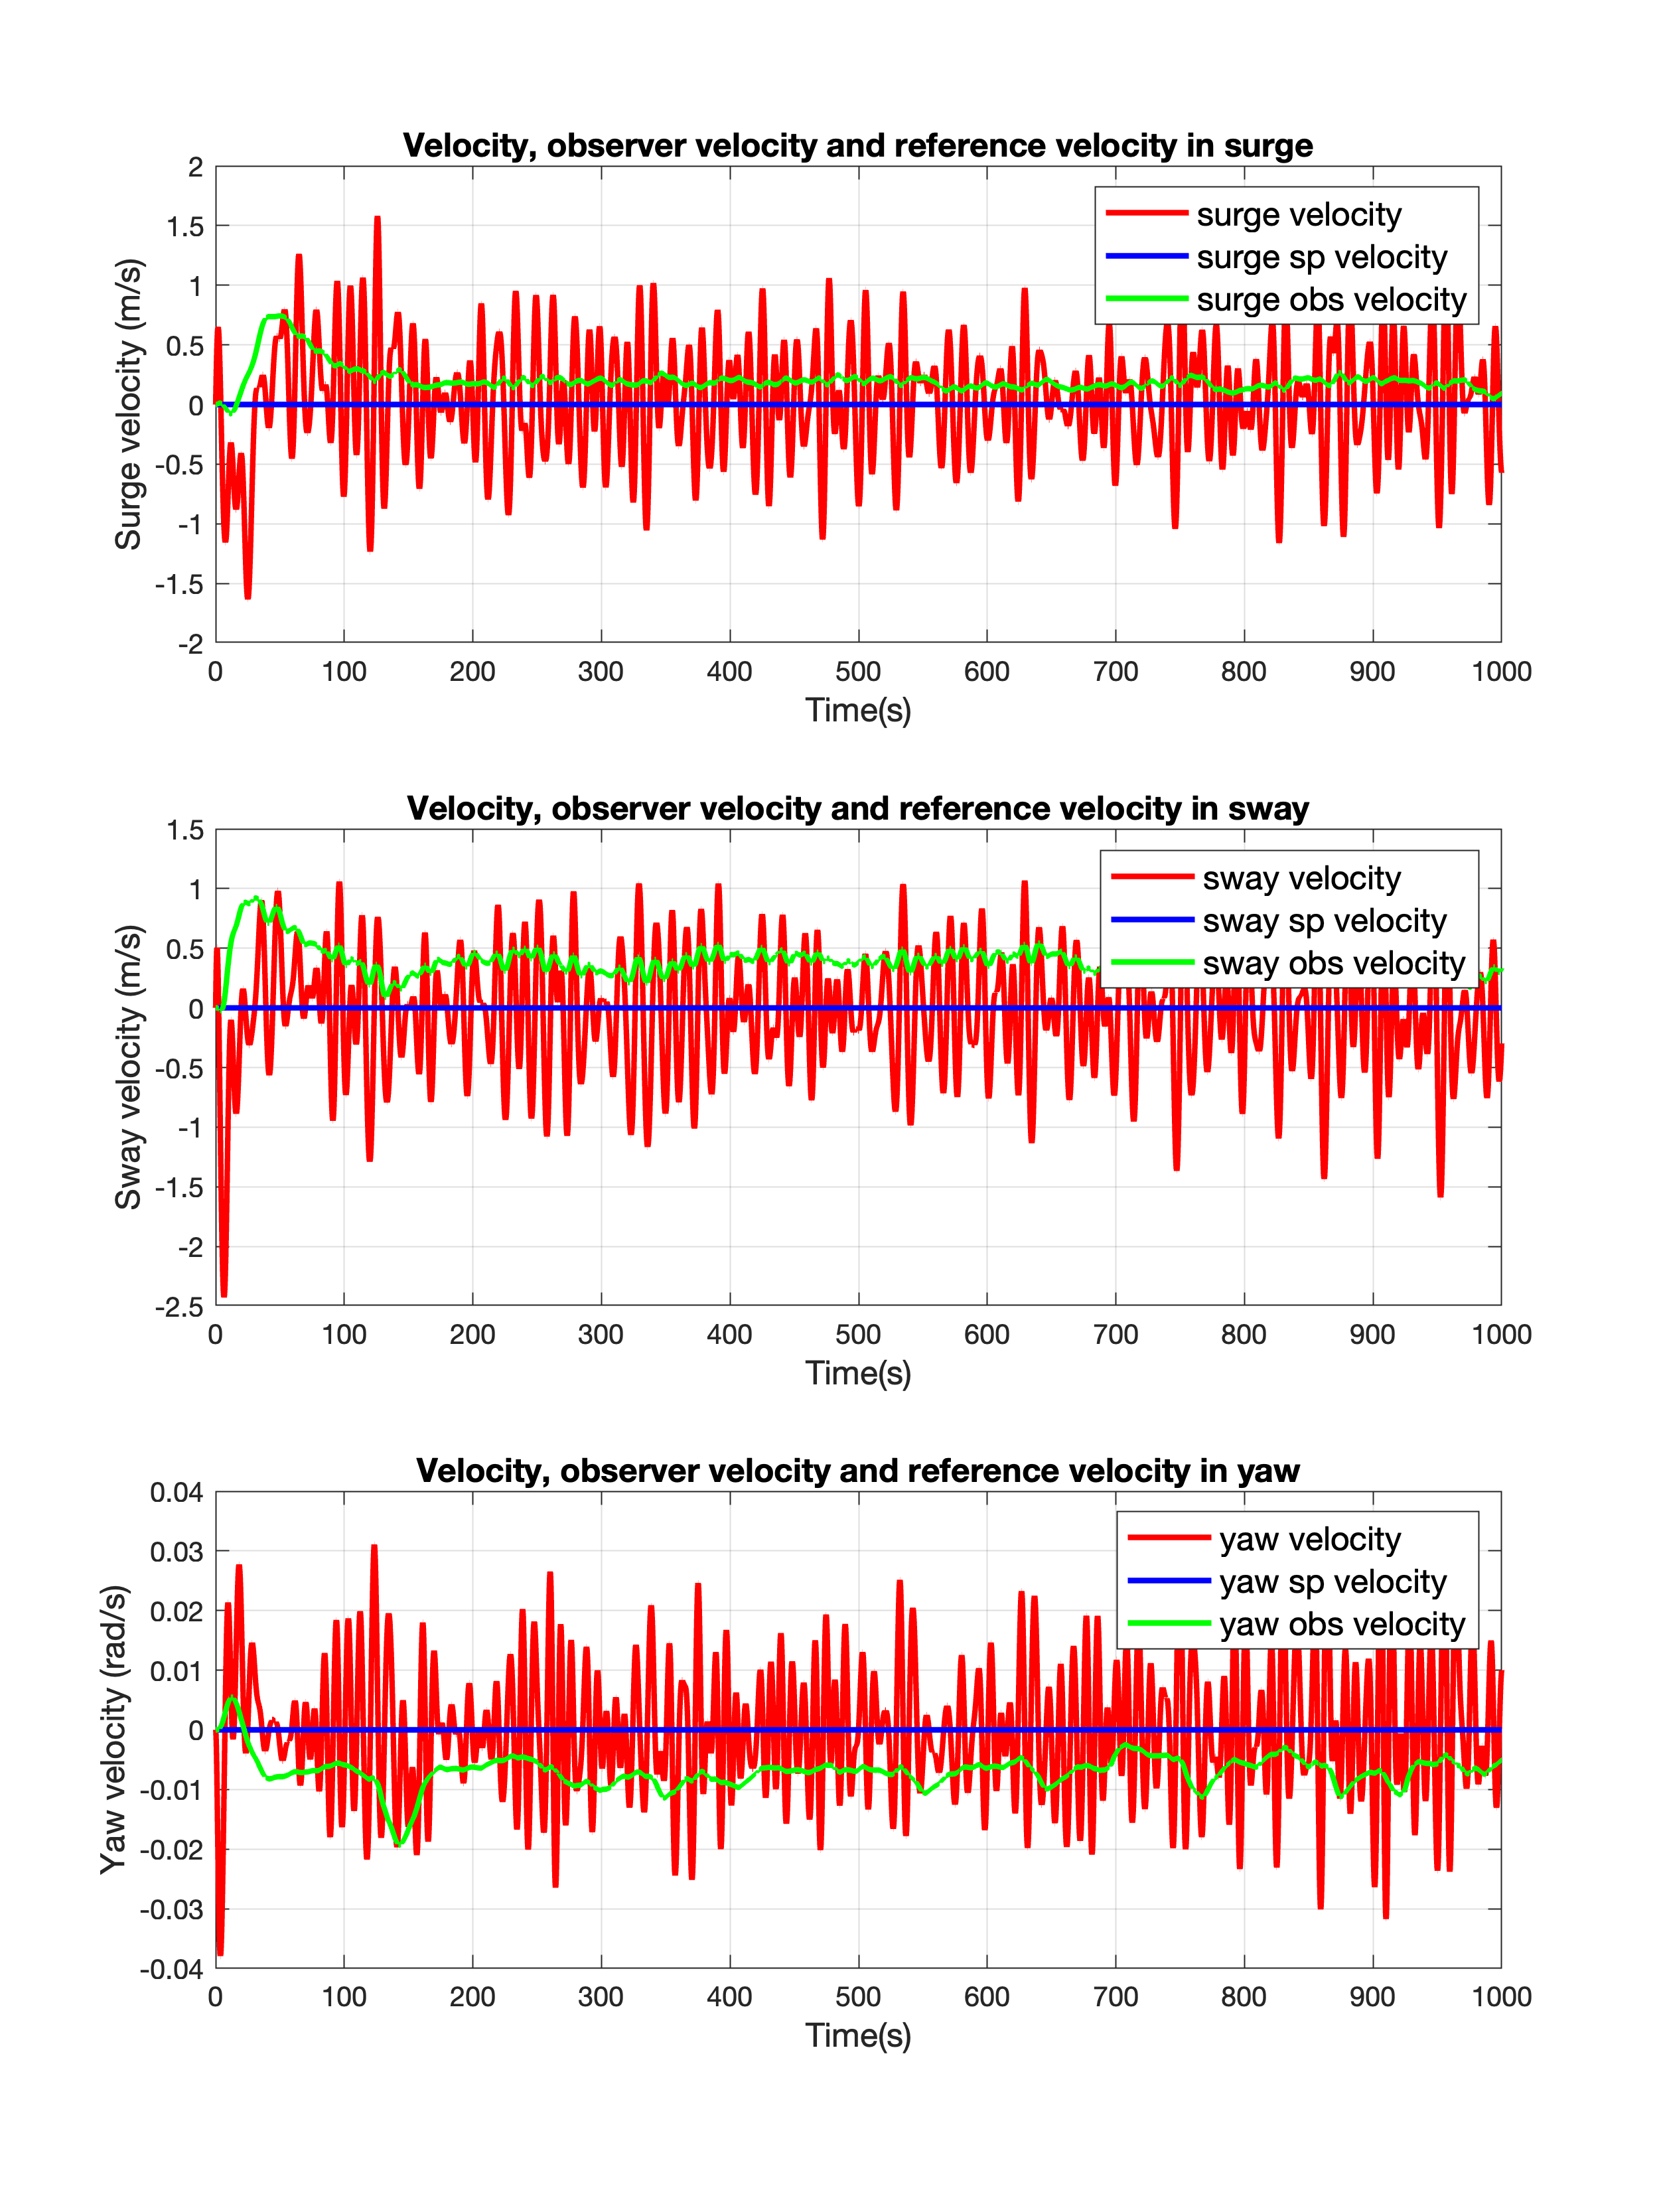 Velocity, observer velocity and reference velocity in surge
2
1.5
1
0.5
0
-0.5
-1
-1.5
-2
Surge velocity (m/s)
surge velocity
surge sp velocity
surge obs velocity
0 100 200 300 400 500 600 700 800 900 1000
Time(s)
Velocity, observer velocity and reference velocity in sway
1.5
1
0.5
0
-0.5
-1
-1.5
-2
-2.5
Sway velocity (m/s)
sway velocity
sway sp velocity
sway obs velocity
0 100 200 300 400 500 600 700 800 900 1000
Time(s)
Velocity, observer velocity and reference velocity in yaw
0.04
0.03
0.02
0.01
0
-0.01
-0.02
-0.03
-0.04
Yaw velocity (rad/s)
yaw velocity
yaw sp velocity
yaw obs velocity
0 100 200 300 400 500 600 700 800 900 1000
Time(s)